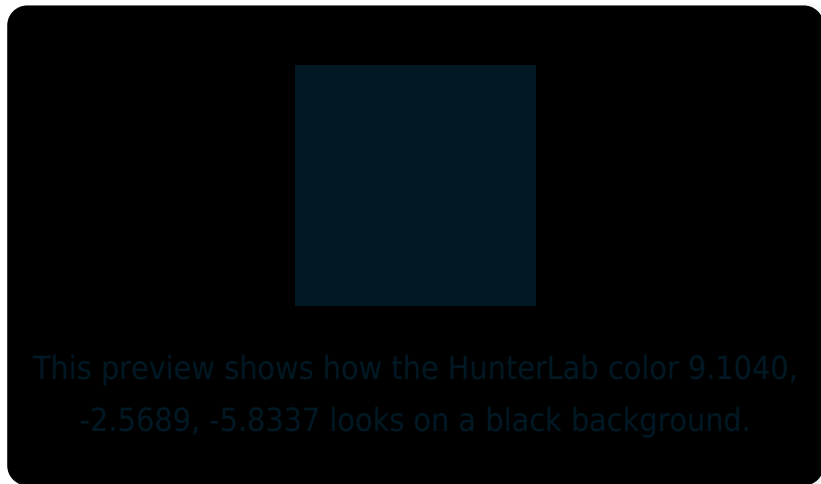 This preview shows how the HunterLab color 9.1040,
-2.5689, -5.8337 looks on a black background.